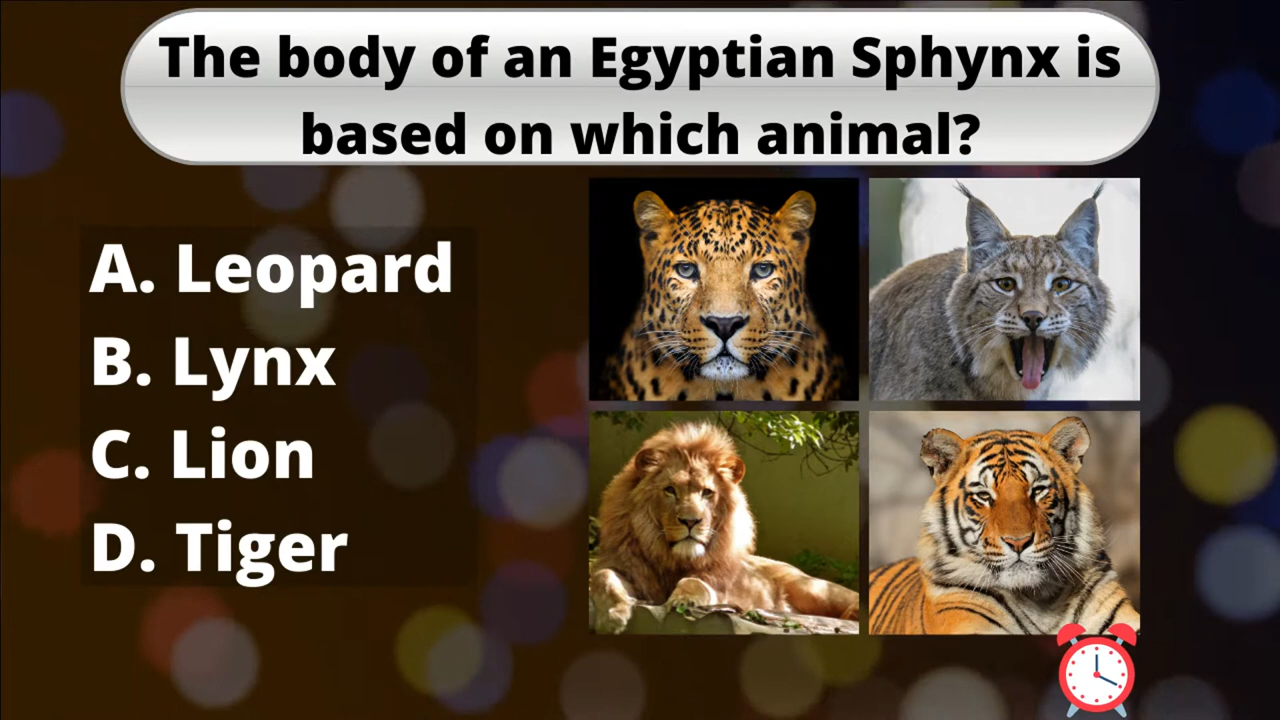 The body of an Egyptian Sphynx is
based on which animal?
A. Leopard
B. Lynx
C. Lion
D. Tiger